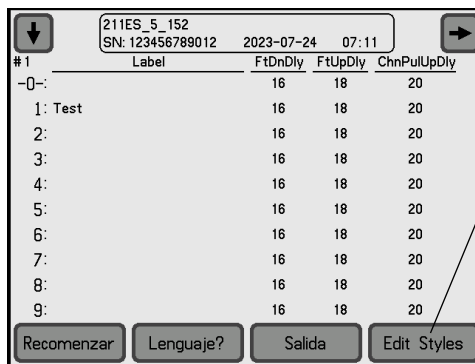 211ES_5_152
SN: 123456789012 2023-07-24 07:11
#1 Label FtDnDly FtUpDly ChnPulUpDly
-0-: 16 18 20
1: Test 16 18 20
2: 16 18 20
3: 16 18 20
4: 16 18 20
5: 16 18 20
6: 16 18 20
7: 16 18 20
8: 16 18 20
9: 16 18 20
Recomenzar Lenguaje? Salida Edit Styles